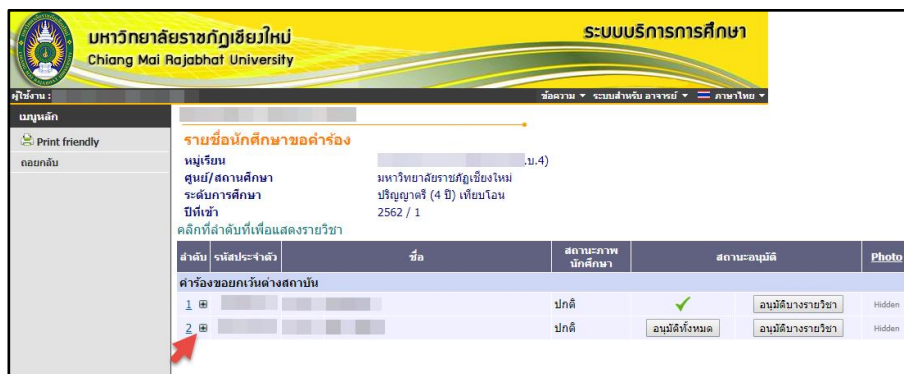 มหาวิทยาลัยราชภัฏเชียงใหม่
Chiang Mai Rajabhat University
ระบบบริการการศึกษา
ผู้ใช้งาน :
ข้อความ ระบบสำหรับ อาจารย์ ภาษาไทย
เมนูหลัก
Print friendly
ถอยกลับ
รายชื่อนักศึกษาขอคำร้อง
หมู่เรียน .บ.4)
ศูนย์/สถานศึกษา มหาวิทยาลัยราชภัฏเชียงใหม่
ระดับการศึกษา ปริญญาตรี (4 ปี) เทียบโอน
ปีที่เข้า 2562 / 1
คลิกที่ลำดับที่เพื่อแสดงรายวิชา
ลำดับ รหัสประจำตัว ชื่อ สถานะภาพ นักศึกษา สถานะอนุมัติ Photo
คำร้องขอยกเว้นต่างสถาบัน
1 ปกติ อนุมัติบางรายวิชา Hidden
2 ปกติ อนุมัติทั้งหมด อนุมัติบางรายวิชา Hidden